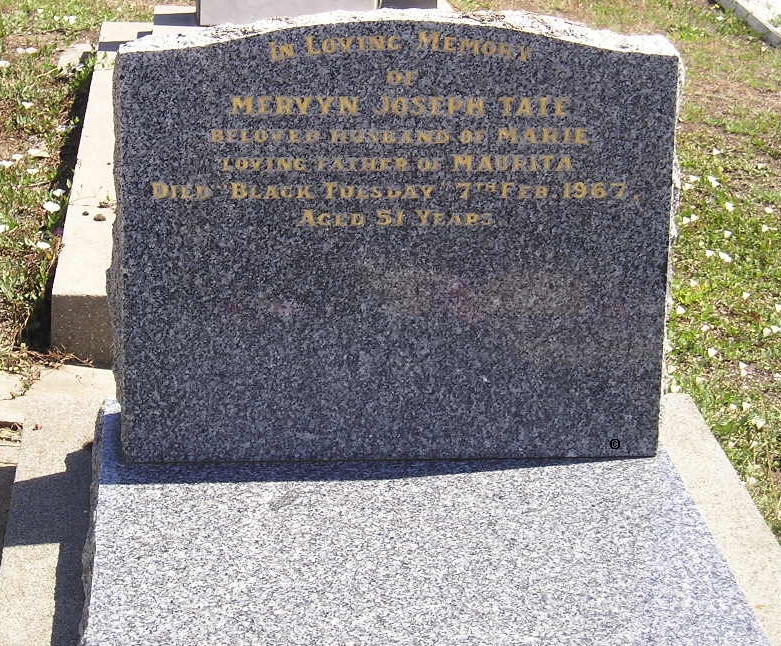 In Loving Memory
of
Mervyn Joseph Tate
Beloved Husband of Marie
Loving Father of Maurita
Died "Black Tuesday" 7th Feb. 1967,
Aged 51 Years